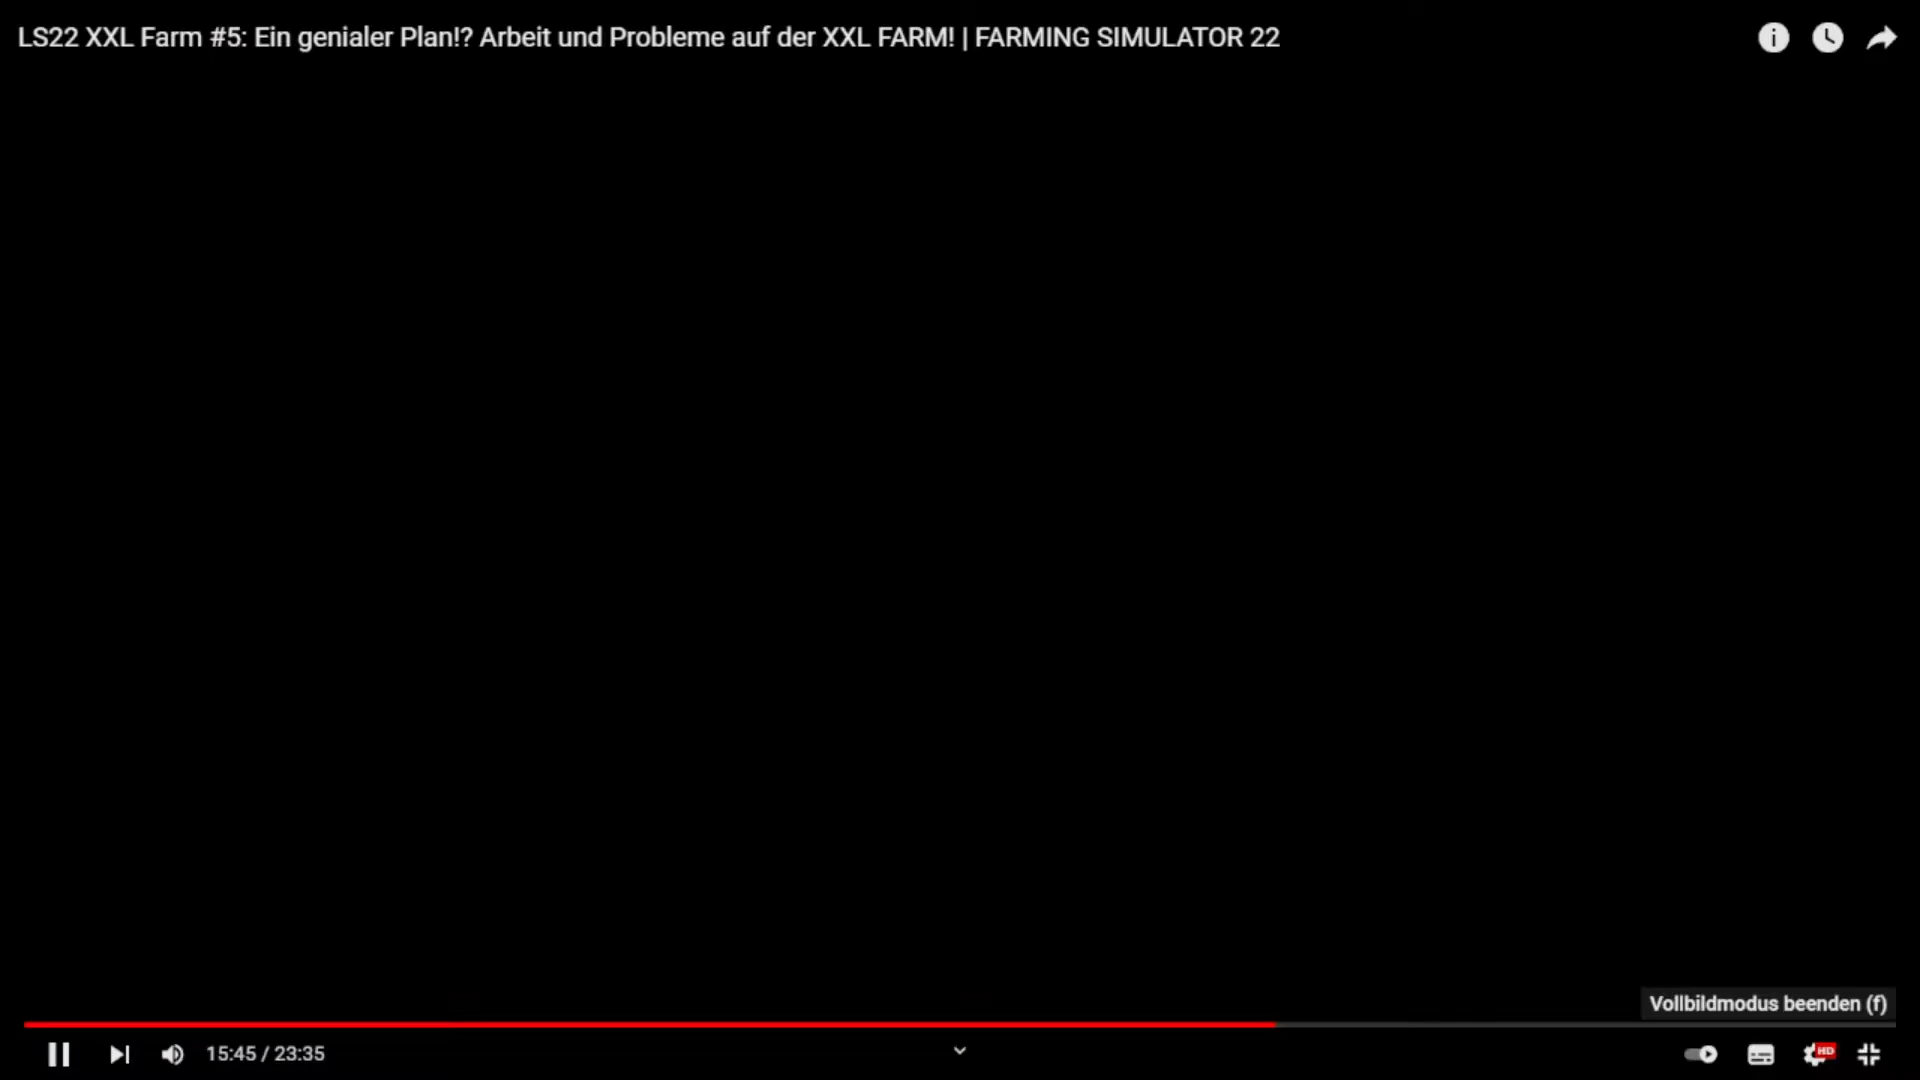 LS22 XXL Farm #5: Ein genialer Plan!? Arbeit und Probleme auf der XXL FARM! | FARMING SIMULATOR 22
Vollbildmodus beenden (f)
15:45 / 23:35
HD